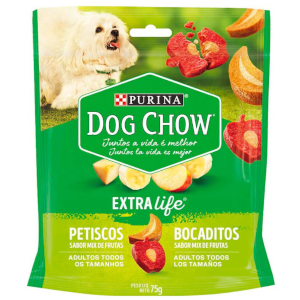 PURINA
DOG CHOW®
Juntos a vida é melhor
Juntos la vida es mejor
EXTRA life®
PETISCOS
SABOR MIX DE FRUTAS
ADULTOS TODOS OS
TAMANHOS
BOCADITOS
SABOR MIX DE FRUTAS
ADULTOS TODOS
LOS TAMAÑOS
75g